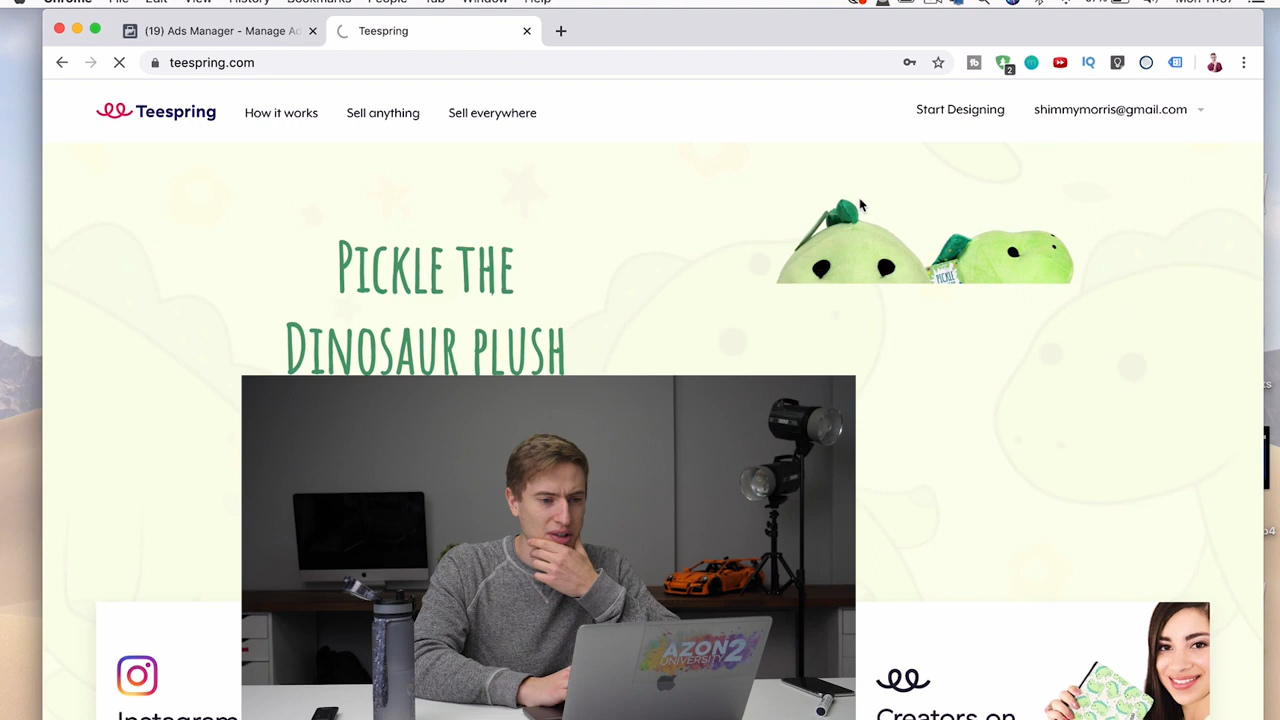 Chrome File Edit View History Bookmarks People Tab Window Help
(19) Ads Manager - Manage Ad
Teespring
teespring.com
2
IQ
Teespring
How it works
Sell anything
Sell everywhere
Start Designing
shimmymorris@gmail.com
PICKLE THE
DINOSAUR PLUSH
PICKLE
AZON2
UNIVERSITY
Instagram
Creators on